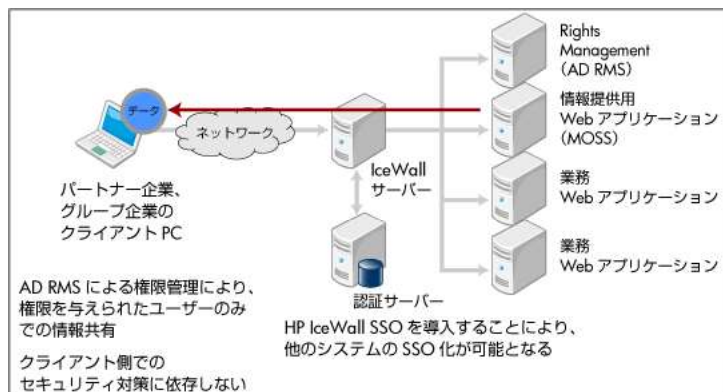 Rights
Management
（AD RMS）
データ
情報提供用
Web アプリケーション
（MOSS）
ネットワーク
IceWall
サーバー
パートナー企業、
グループ企業の
クライアント PC
業務
Web アプリケーション
業務
Web アプリケーション
認証サーバー
AD RMS による権限管理により、
権限を与えられたユーザーのみ
での情報共有
クライアント側での
セキュリティ対策に依存しない
HP IceWall SSO を導入することにより、
他のシステムの SSO 化が可能となる